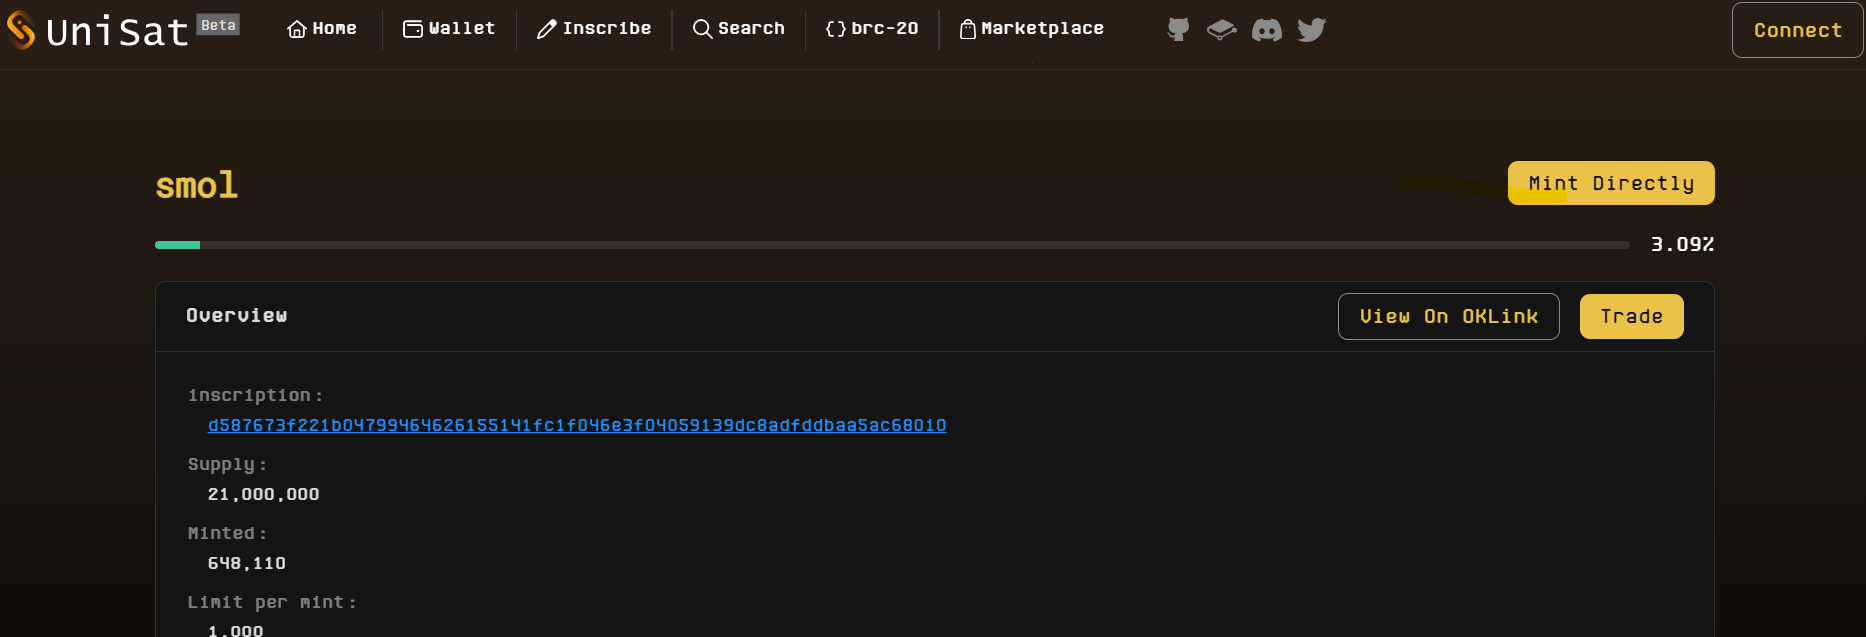 UniSat Beta Home Wallet Inscribe Search brc-20 Marketplace Connect
smol Mint Directly
3.09%
Overview View On OKLink Trade
inscription:
d587673f221b04799464626155141fc1f046e3f04059139dc8adfddbaa5ac68010
Supply:
21,000,000
Minted:
648,110
Limit per mint:
1,000